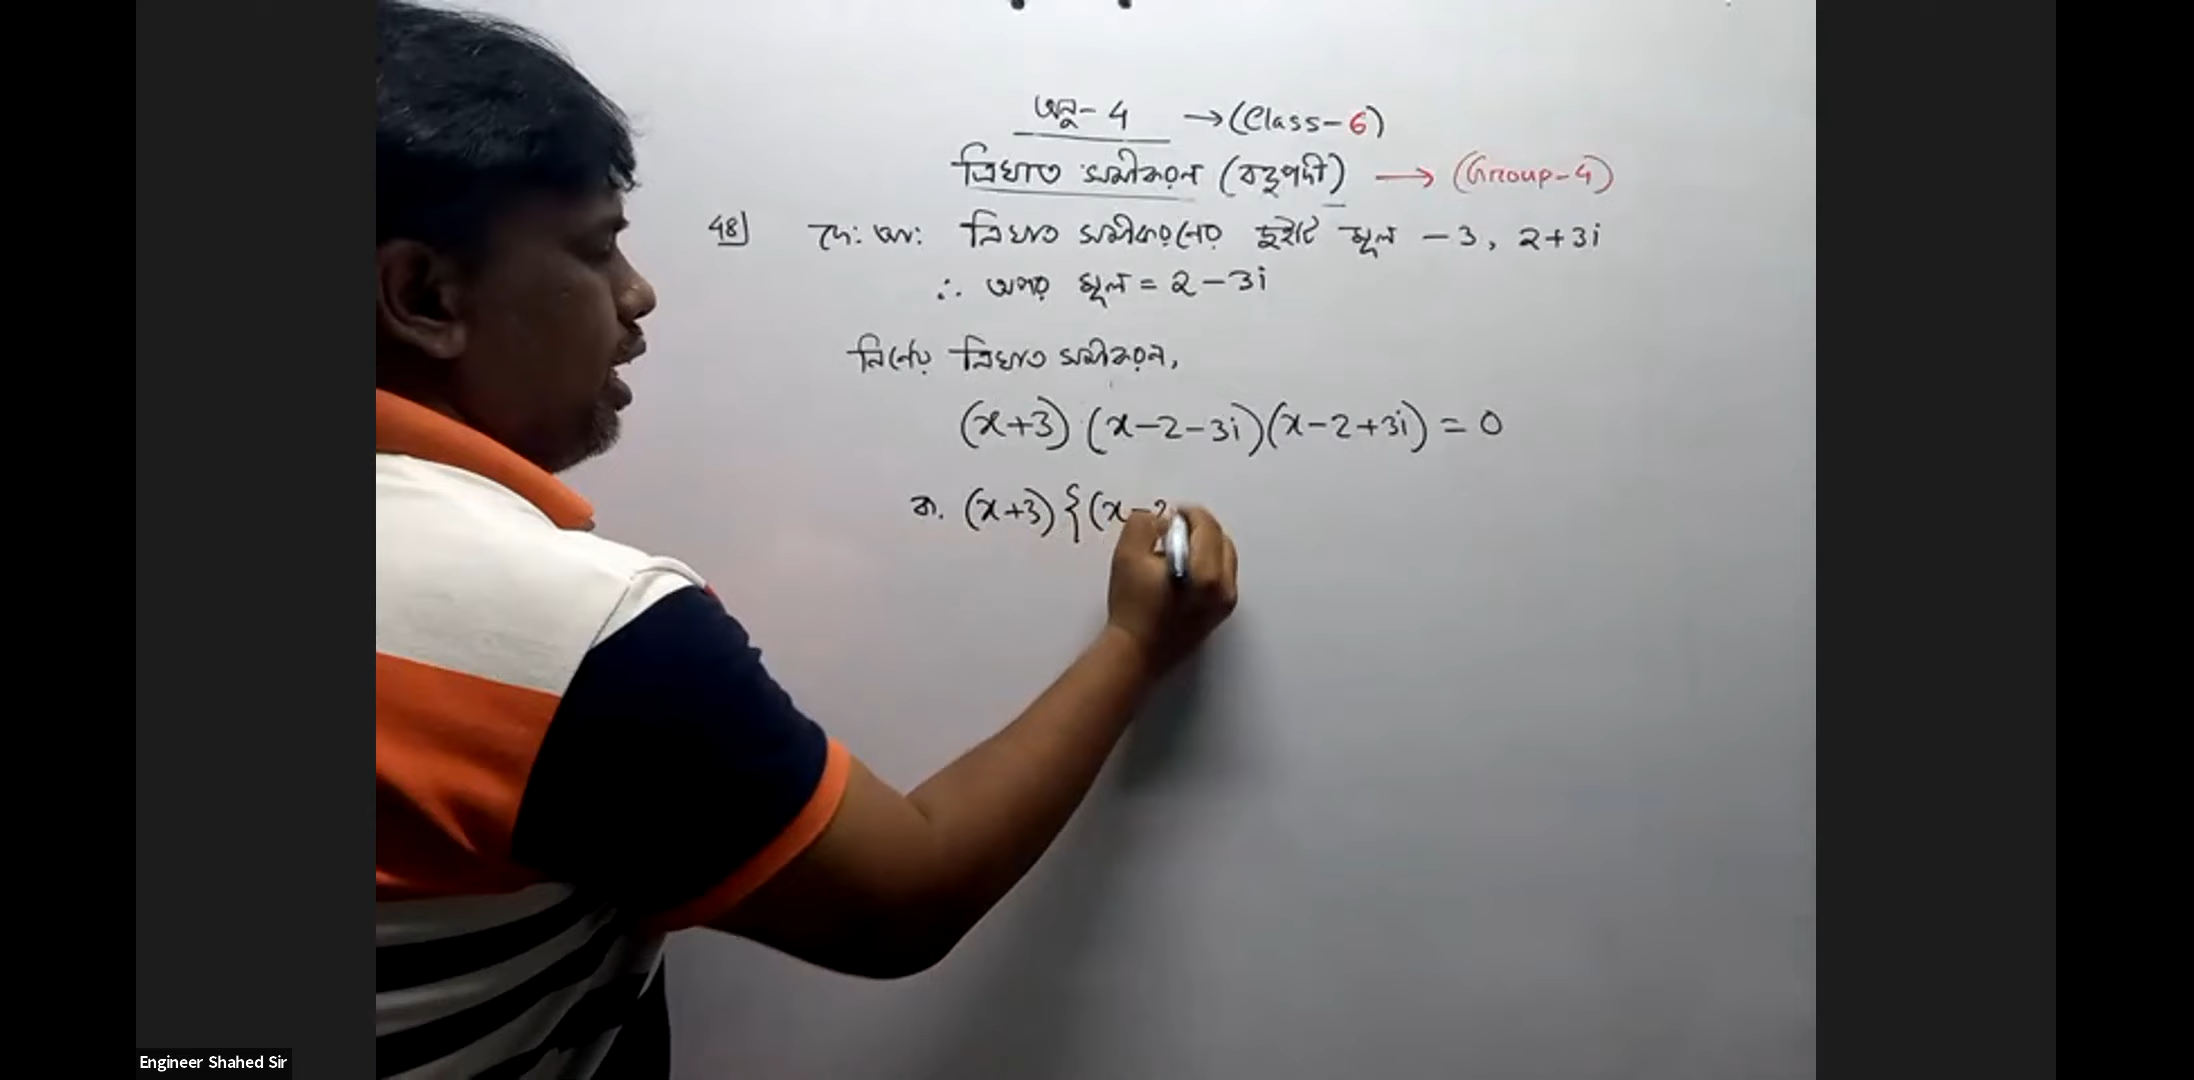 অনু- 4 →(Class-6)
ত্রিঘাত সমীকরণ (বহুপদী) → (Group-4)
48) দে: আ: ত্রিঘাত সমীকরণের দুইটি মূল -3, 2+3i
∴ অপর মূল = 2-3i
নির্ণেয় ত্রিঘাত সমীকরণ,
(x+3) (x-2-3i)(x-2+3i) = 0
বা. (x+3){(x-2
Engineer Shahed Sir